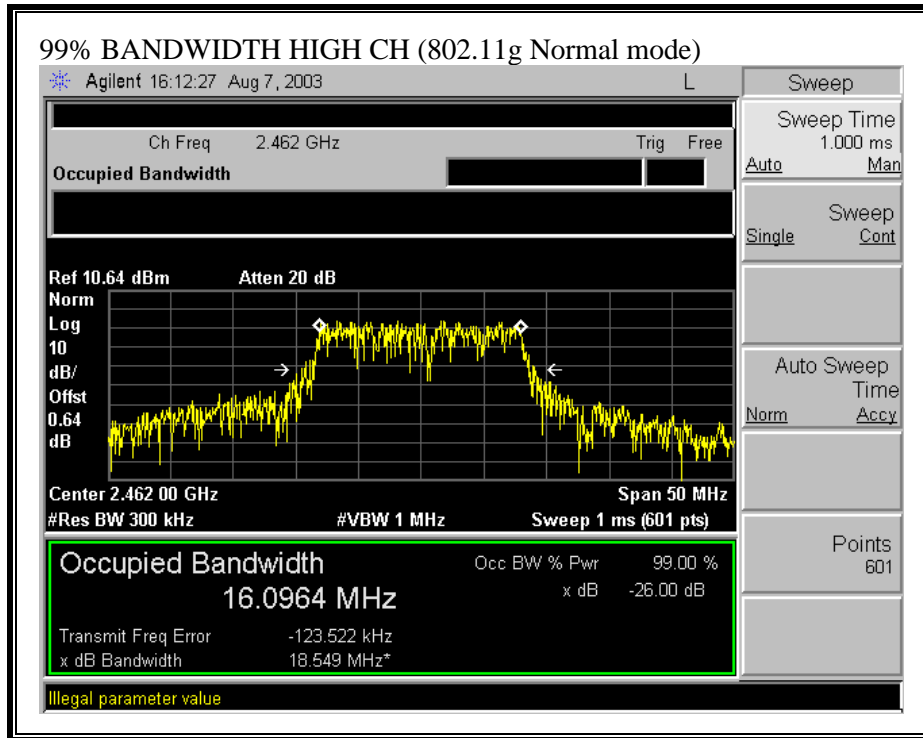 99% BANDWIDTH HIGH CH (802.11g Normal mode)
Agilent 16:12:27 Aug 7, 2003 L
Ch Freq 2.462 GHz Trig Free
Occupied Bandwidth
Ref 10.64 dBm Atten 20 dB
Norm
Log
10
dB/
Offst
0.64
dB
Center 2.462 00 GHz Span 50 MHz
#Res BW 300 kHz #VBW 1 MHz Sweep 1 ms (601 pts)
Occupied Bandwidth Occ BW % Pwr 99.00 %
16.0964 MHz x dB -26.00 dB
Transmit Freq Error -123.522 kHz
x dB Bandwidth 18.549 MHz*
Illegal parameter value
Sweep
Sweep Time
1.000 ms
Auto Man
Sweep
Single Cont
Auto Sweep
Time
Norm Accy
Points
601